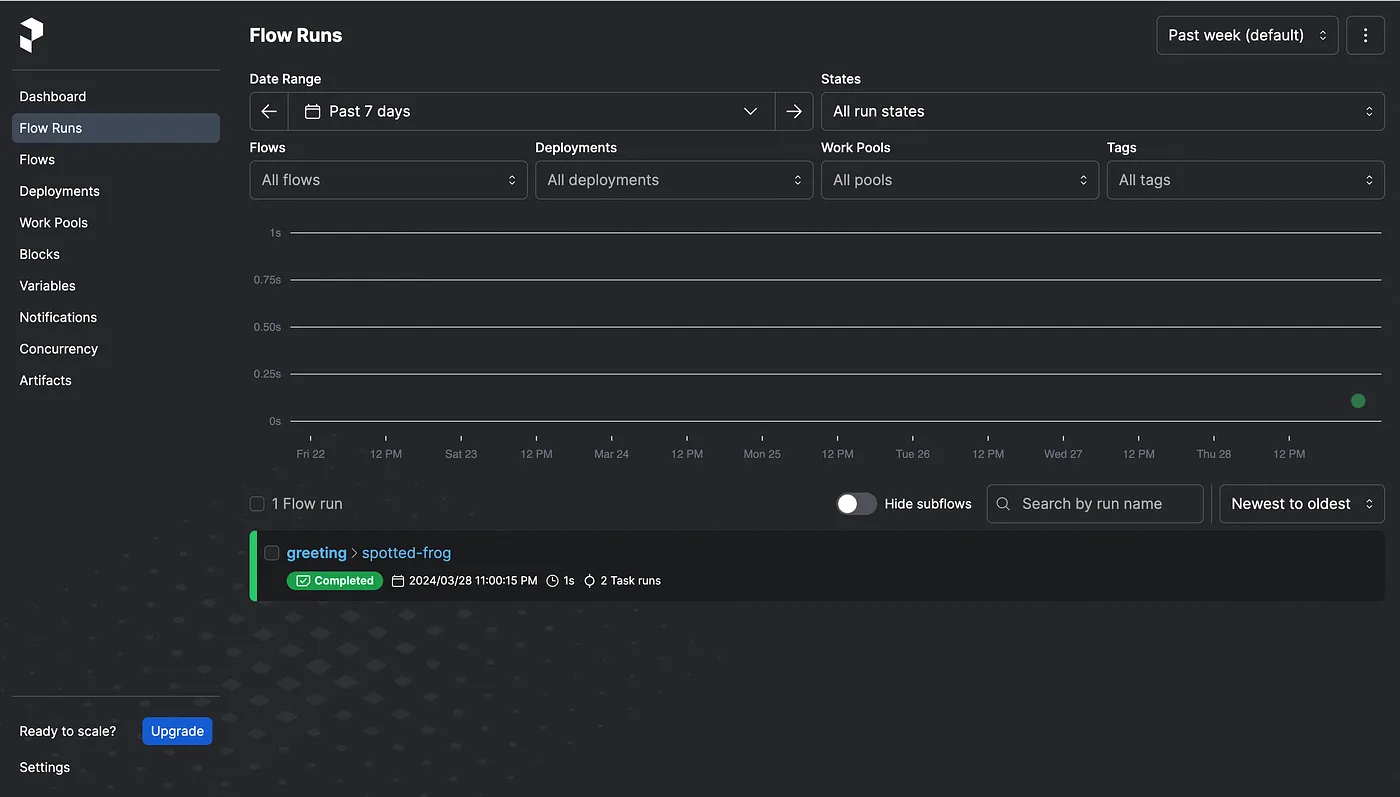 Flow Runs
Past week (default)
Dashboard
Flow Runs
Flows
Deployments
Work Pools
Blocks
Variables
Notifications
Concurrency
Artifacts
Date Range
States
Past 7 days
All run states
Flows
Deployments
Work Pools
Tags
All flows
All deployments
All pools
All tags
1s
0.75s
0.50s
0.25s
0s
Fri 22 12 PM Sat 23 12 PM Mar 24 12 PM Mon 25 12 PM Tue 26 12 PM Wed 27 12 PM Thu 28 12 PM
1 Flow run
Hide subflows
Search by run name
Newest to oldest
greeting > spotted-frog
Completed 2024/03/28 11:00:15 PM 1s 2 Task runs
Ready to scale?
Upgrade
Settings